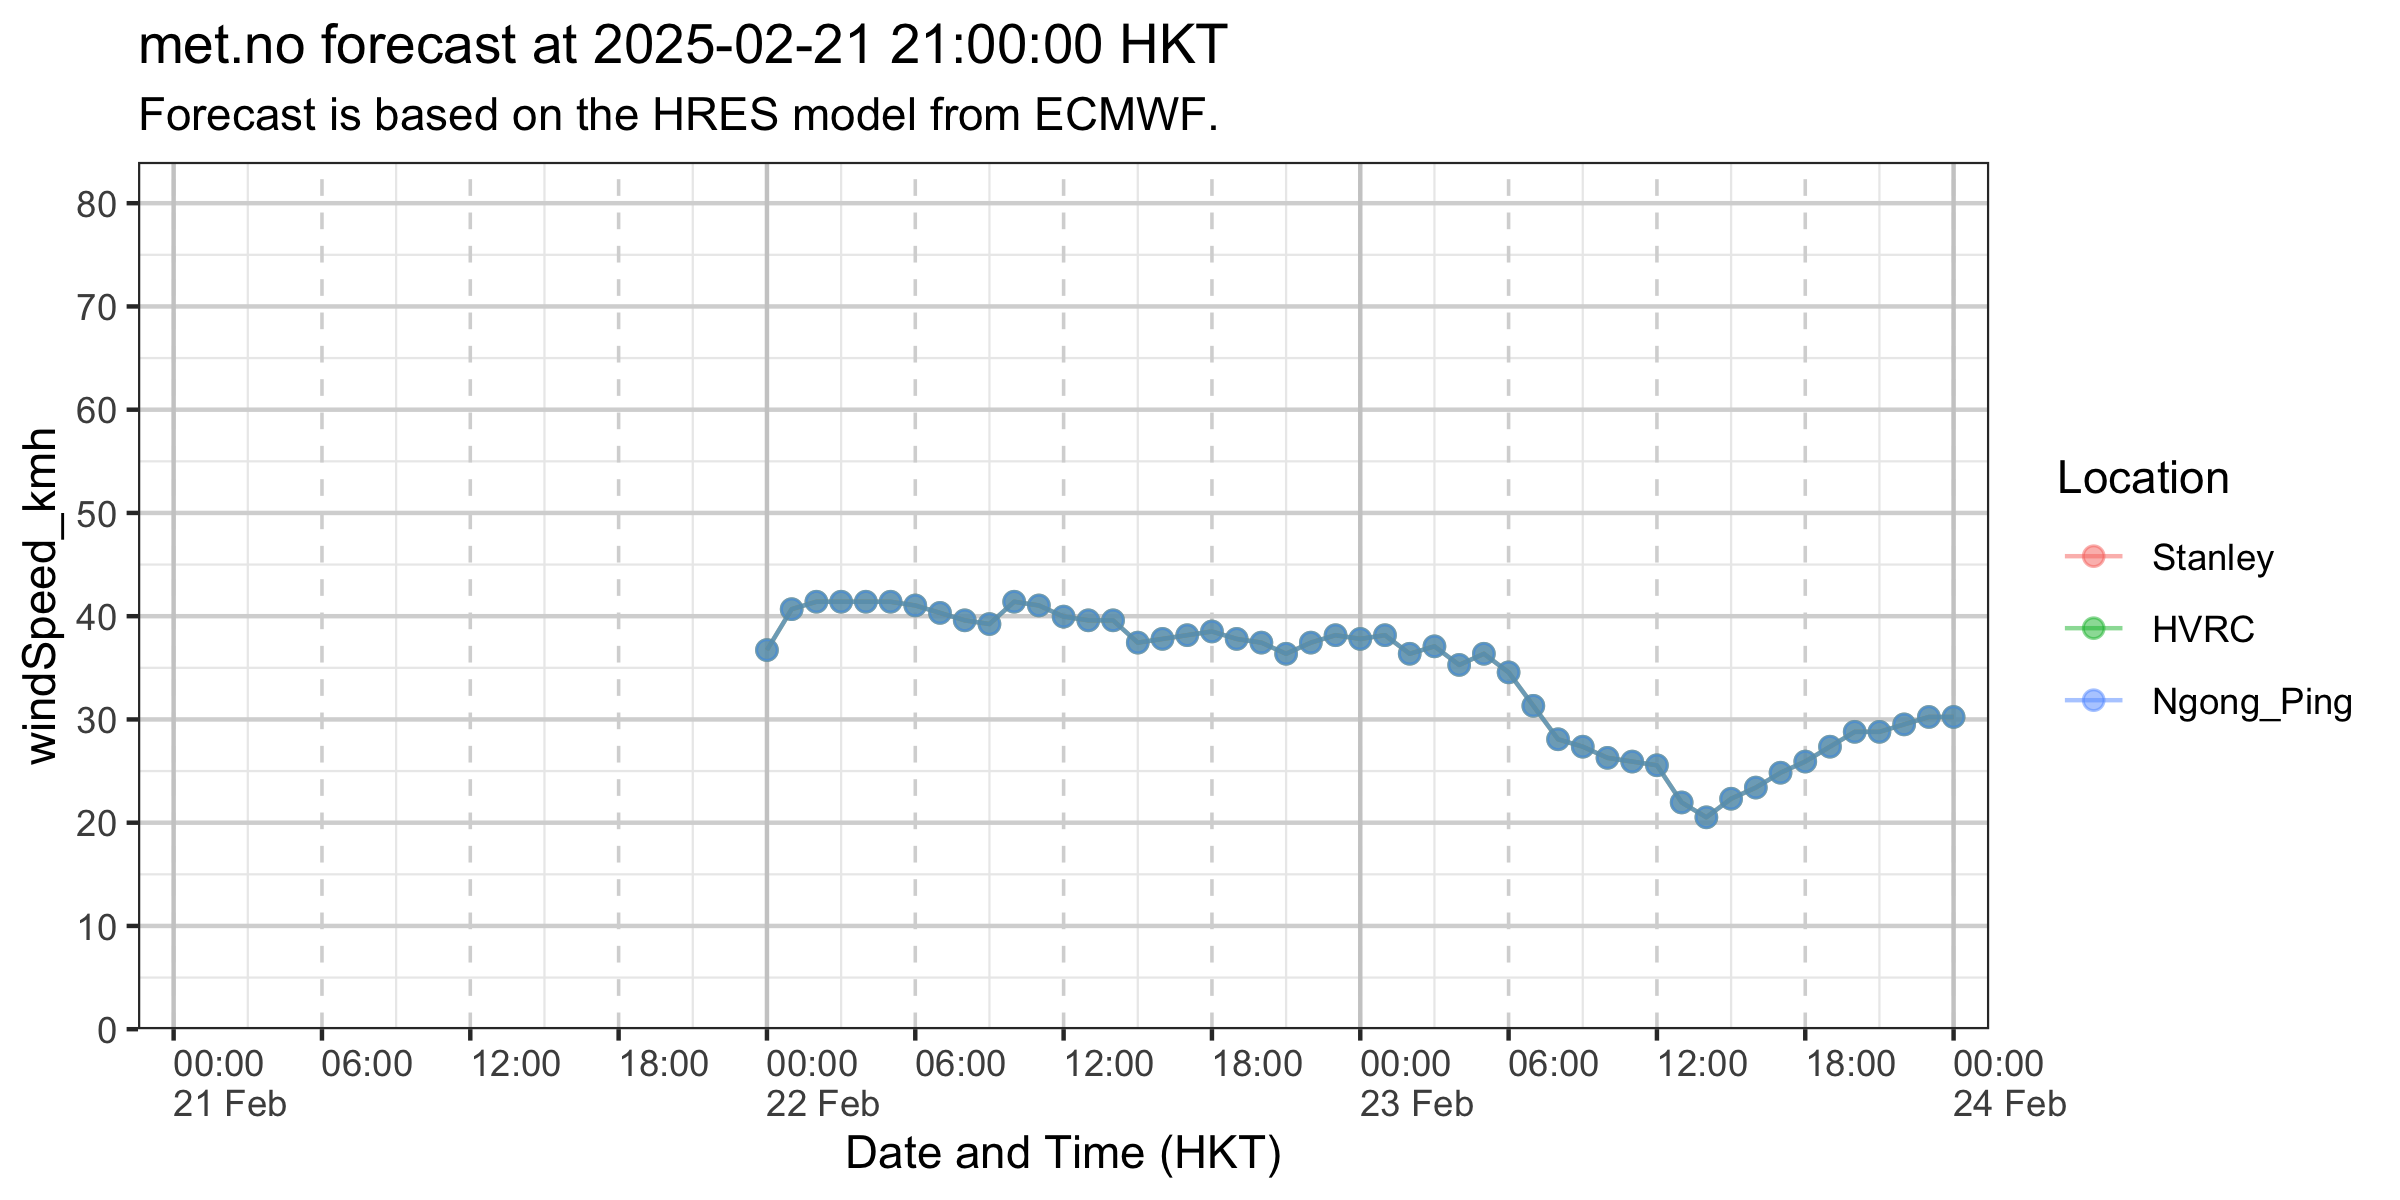 met.no forecast at 2025-02-21 21:00:00 HKT
Forecast is based on the HRES model from ECMWF.
windSpeed_kmh
80
70
60
50
40
30
20
10
0
00:00 06:00 12:00 18:00 00:00 06:00 12:00 18:00 00:00 06:00 12:00 18:00 00:00
21 Feb 22 Feb 23 Feb 24 Feb
Date and Time (HKT)
Location
Stanley
HVRC
Ngong_Ping